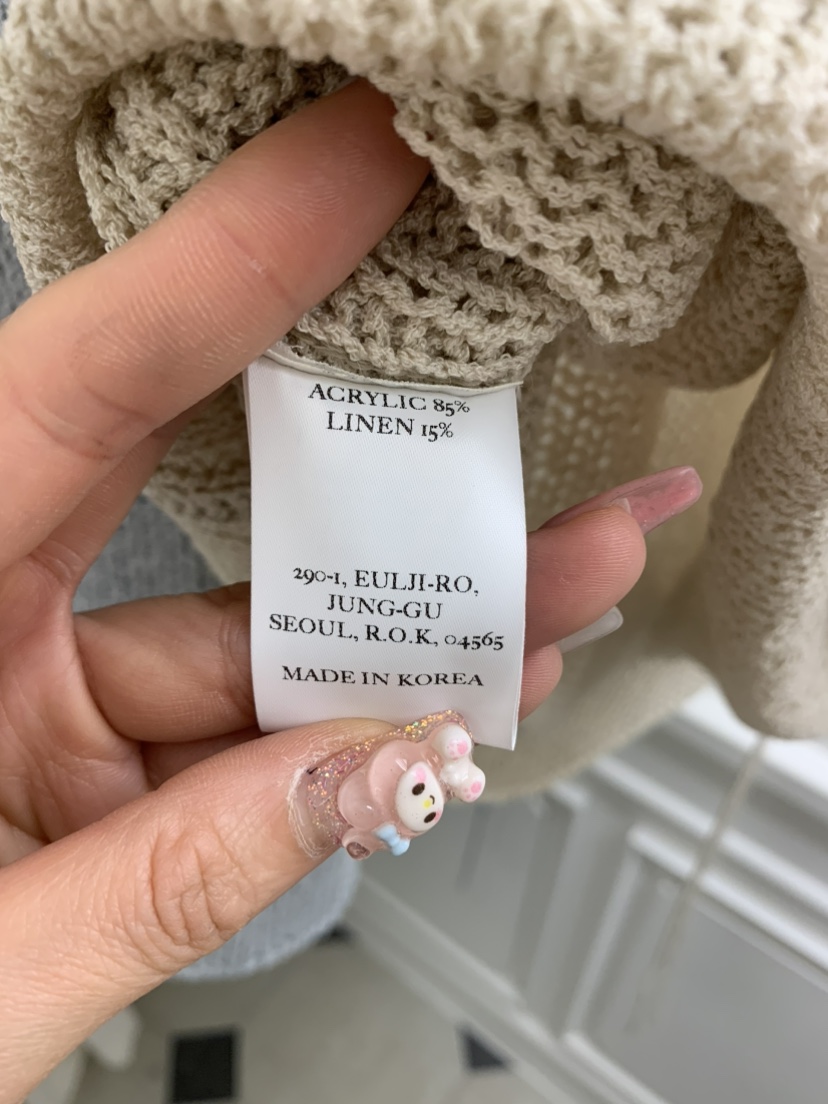 ACRYLIC 85%
LINEN 15%
290-1, EULJI-RO,
JUNG-GU
SEOUL, R.O.K, 04565
MADE IN KOREA